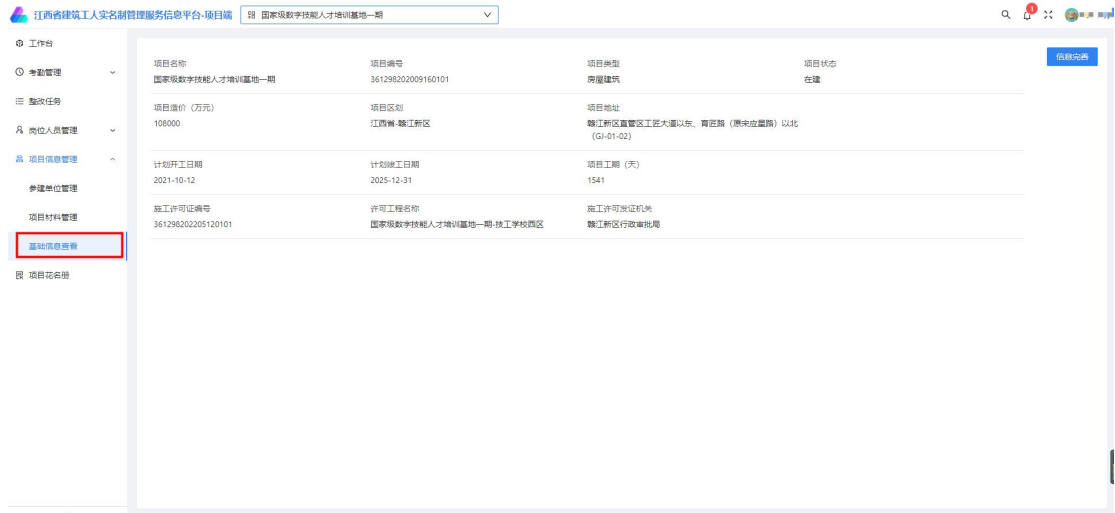 江西省建筑工人实名制管理服务信息平台-项目端
国家级数字技能人才培训基地一期
1
工作台
考勤管理
整改任务
岗位人员管理
项目信息管理
参建单位管理
项目材料管理
基础信息查看
项目花名册
信息完善
项目名称 项目编号 项目类型 项目状态
国家级数字技能人才培训基地一期 361298202009160101 房屋建筑 在建
项目造价（万元） 项目区划 项目地址
108000 江西省-赣江新区 赣江新区直管区工匠大道以东、育匠路（原宋应星路）以北
（GJ-01-02）
计划开工日期 计划竣工日期 项目工期（天）
2021-10-12 2025-12-31 1541
施工许可证编号 许可工程名称 施工许可发证机关
361298202205120101 国家级数字技能人才培训基地一期-技工学校西区 赣江新区行政审批局